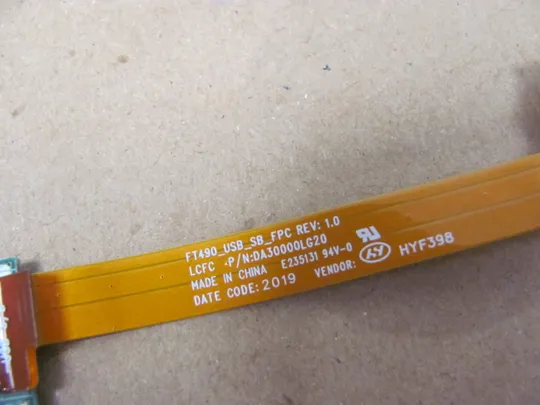 FT490_USB_SB_FPC REV: 1.0
LCFC -P/N:DA30000LG20
MADE IN CHINA E235131 94V-0
DATE CODE: 2019 VENDOR: HYF398